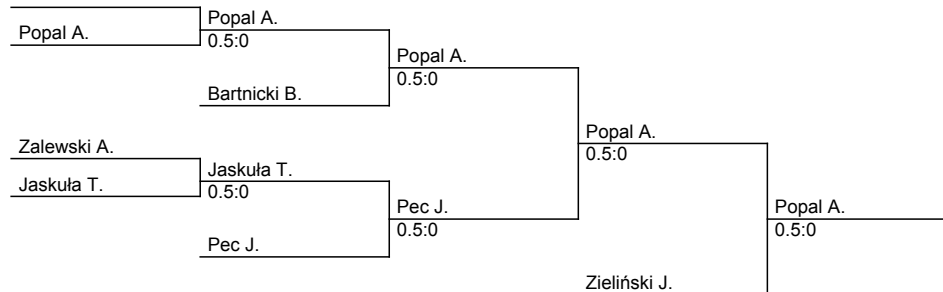 Popal A.
Popal A.
0.5:0
Popal A.
0.5:0
Bartnicki B.
Popal A.
0.5:0
Zalewski A.
Jaskuła T.
Jaskuła T.
0.5:0
Pec J.
0.5:0
Popal A.
0.5:0
Pec J.
Zieliński J.